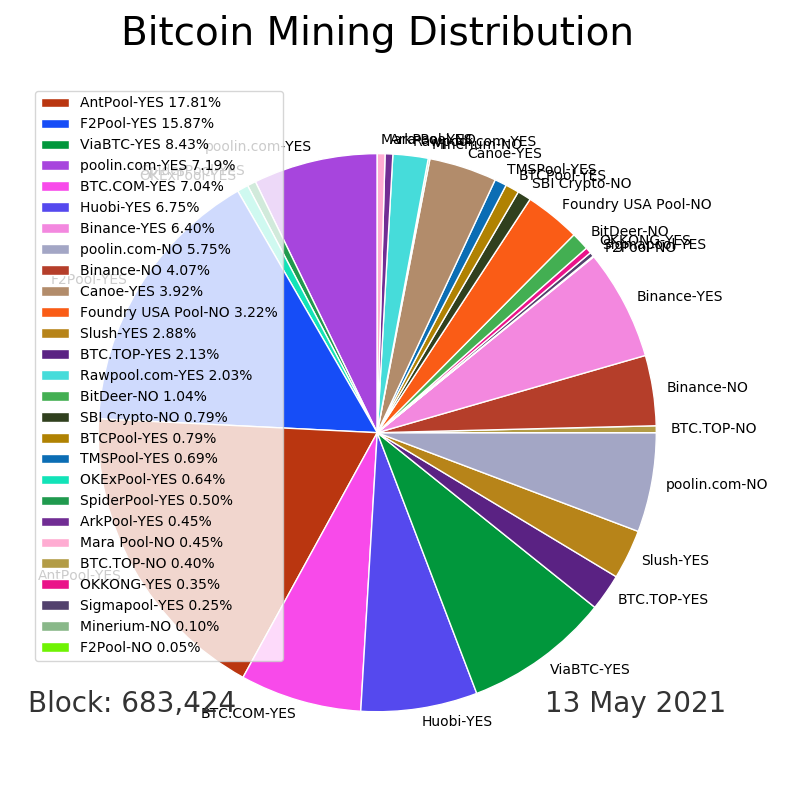 Bitcoin Mining Distribution
AntPool-YES 17.81%
F2Pool-YES 15.87%
ViaBTC-YES 8.43%
poolin.com-YES 7.19%
BTC.COM-YES 7.04%
Huobi-YES 6.75%
Binance-YES 6.40%
poolin.com-NO 5.75%
Binance-NO 4.07%
Canoe-YES 3.92%
Foundry USA Pool-NO 3.22%
Slush-YES 2.88%
BTC.TOP-YES 2.13%
Rawpool.com-YES 2.03%
BitDeer-NO 1.04%
SBI Crypto-NO 0.79%
BTCPool-YES 0.79%
TMSPool-YES 0.69%
OKExPool-YES 0.64%
SpiderPool-YES 0.50%
ArkPool-YES 0.45%
Mara Pool-NO 0.45%
BTC.TOP-NO 0.40%
OKKONG-YES 0.35%
Sigmapool-YES 0.25%
Minerium-NO 0.10%
F2Pool-NO 0.05%
poolin.com-YES
OKExPool-YES
F2Pool-YES
AntPool-YES
Rawpool.com-YES
Minerium-NO
Canoe-YES
TMSPool-YES
BTCPool-YES
SBI Crypto-NO
Foundry USA Pool-NO
BitDeer-NO
OKKONG-YES
F2Pool-NO
Binance-YES
Binance-NO
BTC.TOP-NO
poolin.com-NO
Slush-YES
BTC.TOP-YES
ViaBTC-YES
Huobi-YES
BTC.COM-YES
Block: 683,424
13 May 2021